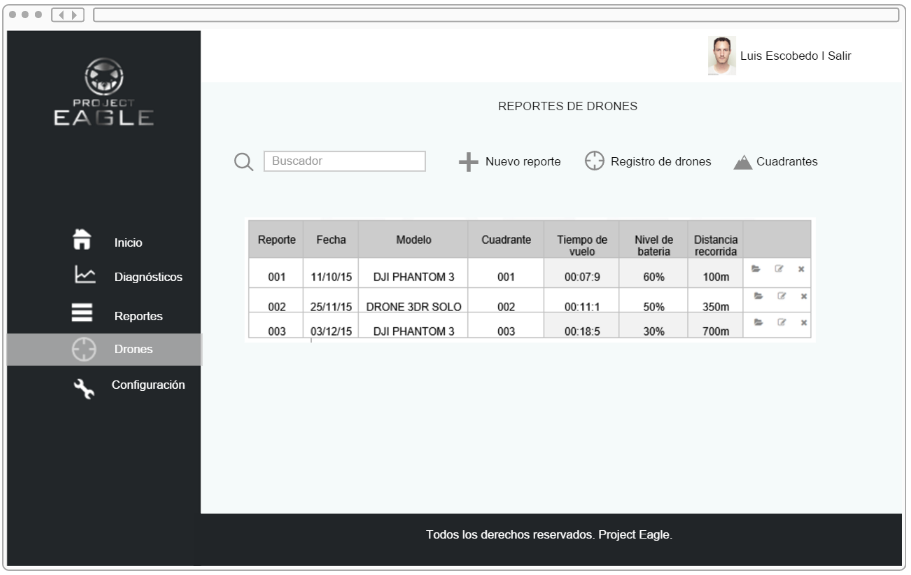 Luis Escobedo I Salir
PROJECT
EAGLE
REPORTES DE DRONES
Buscador
Nuevo reporte
Registro de drones
Cuadrantes
Inicio
Diagnósticos
Reportes
Drones
Configuración
Reporte Fecha Modelo Cuadrante Tiempo de vuelo Nivel de bateria Distancia recorrida
001 11/10/15 DJI PHANTOM 3 001 00:07:9 60% 100m
002 25/11/15 DRONE 3DR SOLO 002 00:11:1 50% 350m
003 03/12/15 DJI PHANTOM 3 003 00:18:5 30% 700m
Todos los derechos reservados. Project Eagle.